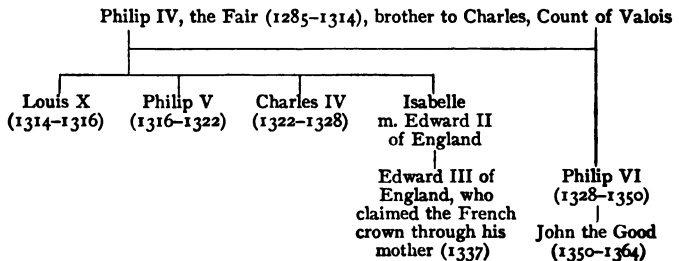 Philip IV, the Fair (1285–1314), brother to Charles, Count of Valois
Louis X
(1314–1316)
Philip V
(1316–1322)
Charles IV
(1322–1328)
Isabelle
m. Edward II
of England
Edward III of
England, who
claimed the French
crown through his
mother (1337)
Philip VI
(1328–1350)
John the Good
(1350–1364)